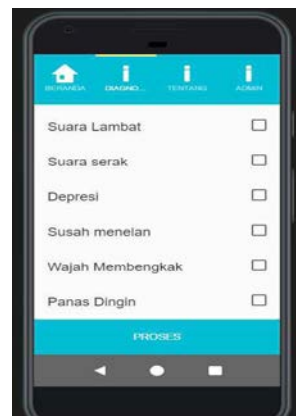 BERANDA DIAGNO... TENTANG ADMIN
Suara Lambat
Suara serak
Depresi
Susah menelan
Wajah Membengkak
Panas Dingin
PROSES